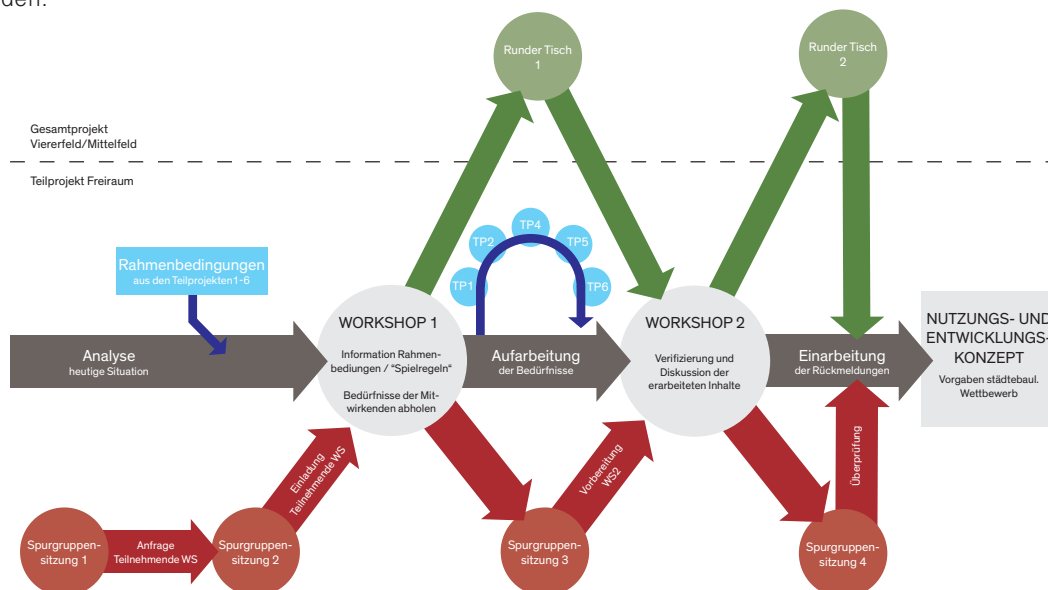 den.
Runder Tisch
1
Runder Tisch
2
Gesamtprojekt
Viererfeld/Mittelfeld
Teilprojekt Freiraum
TP1
TP2
TP4
TP5
TP6
Rahmenbedingungen
aus den Teilprojekten1-6
Analyse
heutige Situation
WORKSHOP 1
Information Rahmen-
bediungen / "Spielregeln"
Bedürfnisse der Mit-
wirkenden abholen
Aufarbeitung
der Bedürfnisse
WORKSHOP 2
Verifizierung und
Diskussion der
erarbeiteten Inhalte
Einarbeitung
der Rückmeldungen
NUTZUNGS- UND
ENTWICKLUNGS-
KONZEPT
Vorgaben städtebaul.
Wettbewerb
Einladung
Teilnehmende WS
Vorbereitung
WS2
Überprüfung
Spurgruppen-
sitzung 1
Anfrage
Teilnehmende WS
Spurgruppen-
sitzung 2
Spurgruppen-
sitzung 3
Spurgruppen-
sitzung 4